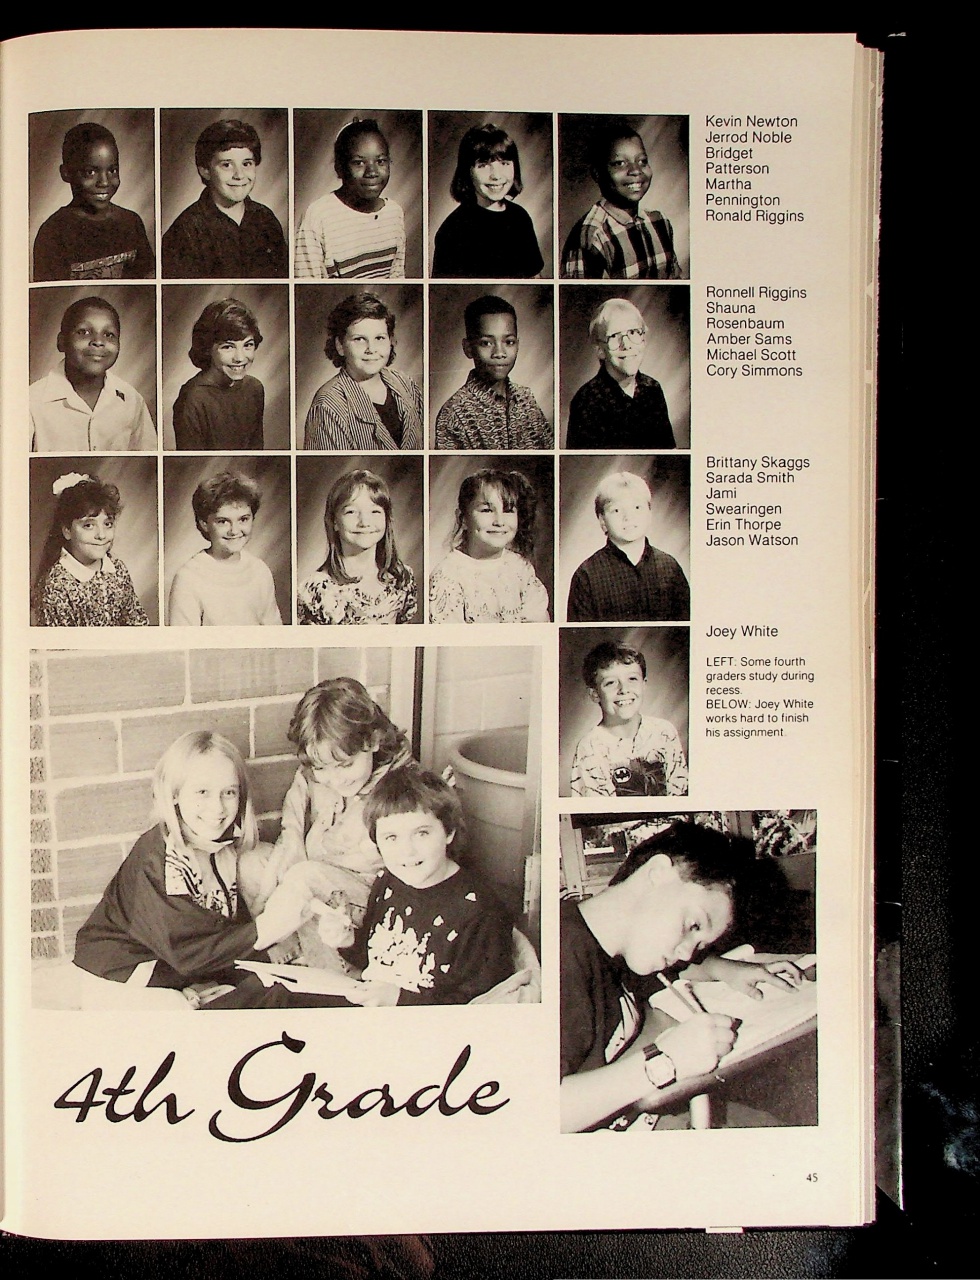 Kevin Newton
Jerrod Noble
Bridget
Patterson
Martha
Pennington
Ronald Riggins
Ronnell Riggins
Shauna
Rosenbaum
Amber Sams
Michael Scott
Cory Simmons
Brittany Skaggs
Sarada Smith
Jami
Swearingen
Erin Thorpe
Jason Watson
Joey White
LEFT: Some fourth
graders study during
recess.
BELOW: Joey White
works hard to finish
his assignment.
4th Grade
45